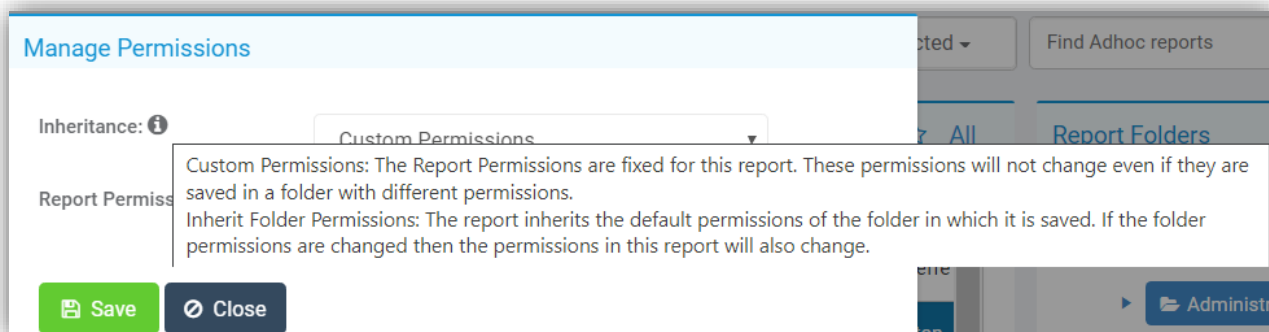 Manage Permissions
Find Adhoc reports
Inheritance:
Custom Permissions
All
Report Folders
Custom Permissions: The Report Permissions are fixed for this report. These permissions will not change even if they are
saved in a folder with different permissions.
Report
Inherit Folder Permissions: The report inherits the default permissions of the folder in which it is saved. If the folder
permissions are changed then the permissions in this report will also change.
Save
Close